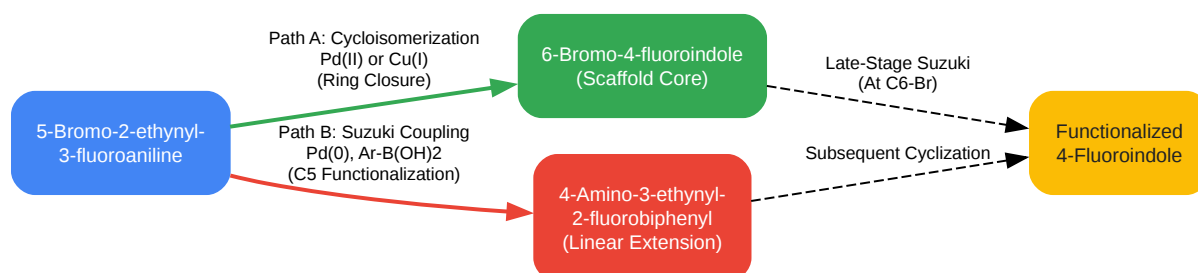 5-Bromo-2-ethynyl-
3-fluoroaniline
Path A: Cycloisomerization
Pd(II) or Cu(I)
(Ring Closure)
Path B: Suzuki Coupling
Pd(0), Ar-B(OH)2
(C5 Functionalization)
6-Bromo-4-fluoroindole
(Scaffold Core)
4-Amino-3-ethynyl-
2-fluorobiphenyl
(Linear Extension)
Late-Stage Suzuki
(At C6-Br)
Subsequent Cyclization
Functionalized
4-Fluoroindole